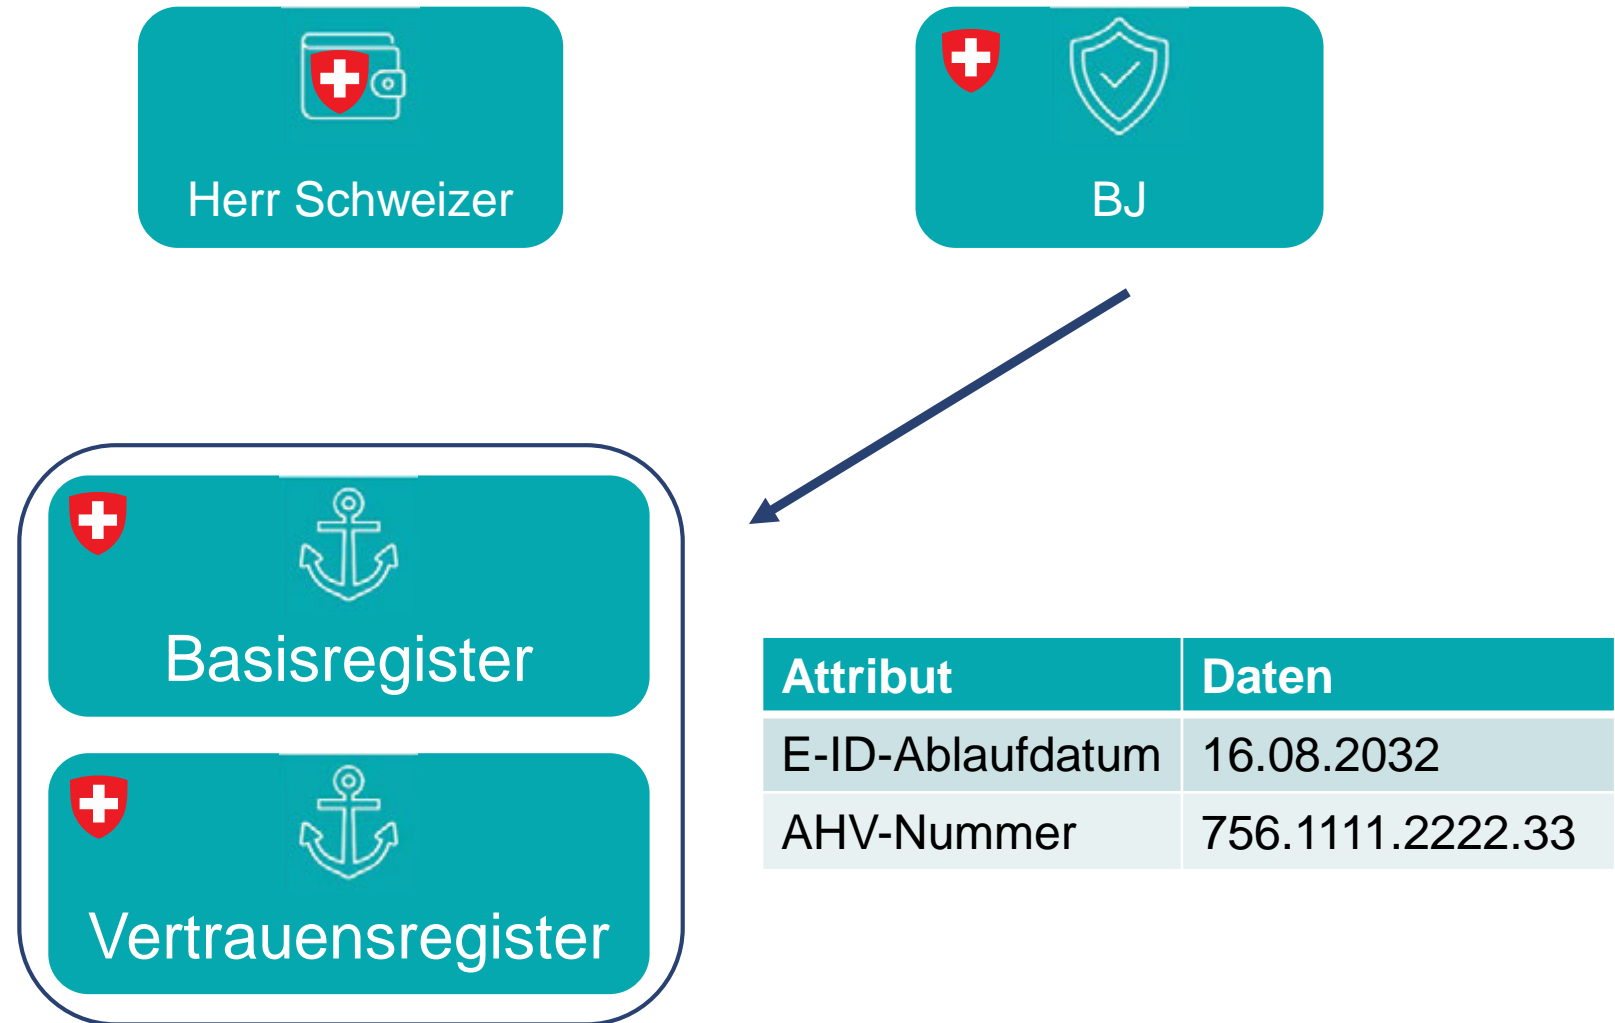 Herr Schweizer
BJ
Basisregister
Vertrauensregister
Attribut Daten
E-ID-Ablaufdatum 16.08.2032
AHV-Nummer 756.1111.2222.33